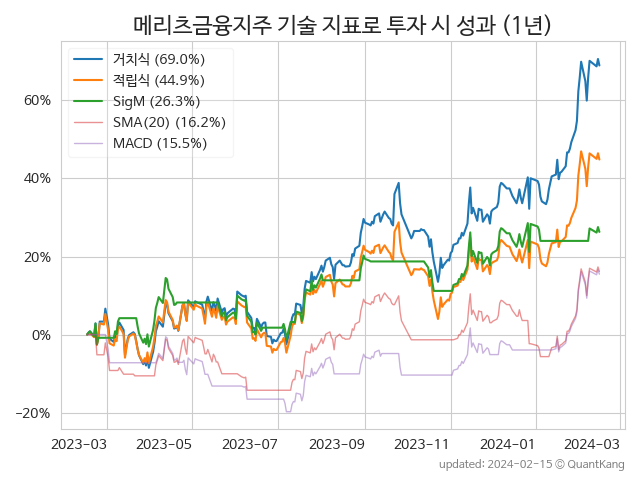 메리츠금융지주 기술 지표로 투자 시 성과 (1년)
거치식 (69.0%)
적립식 (44.9%)
SigM (26.3%)
SMA(20) (16.2%)
MACD (15.5%)
60%
40%
20%
0%
−20%
2023-03 2023-05 2023-07 2023-09 2023-11 2024-01 2024-03
updated: 2024-02-15 © QuantKang